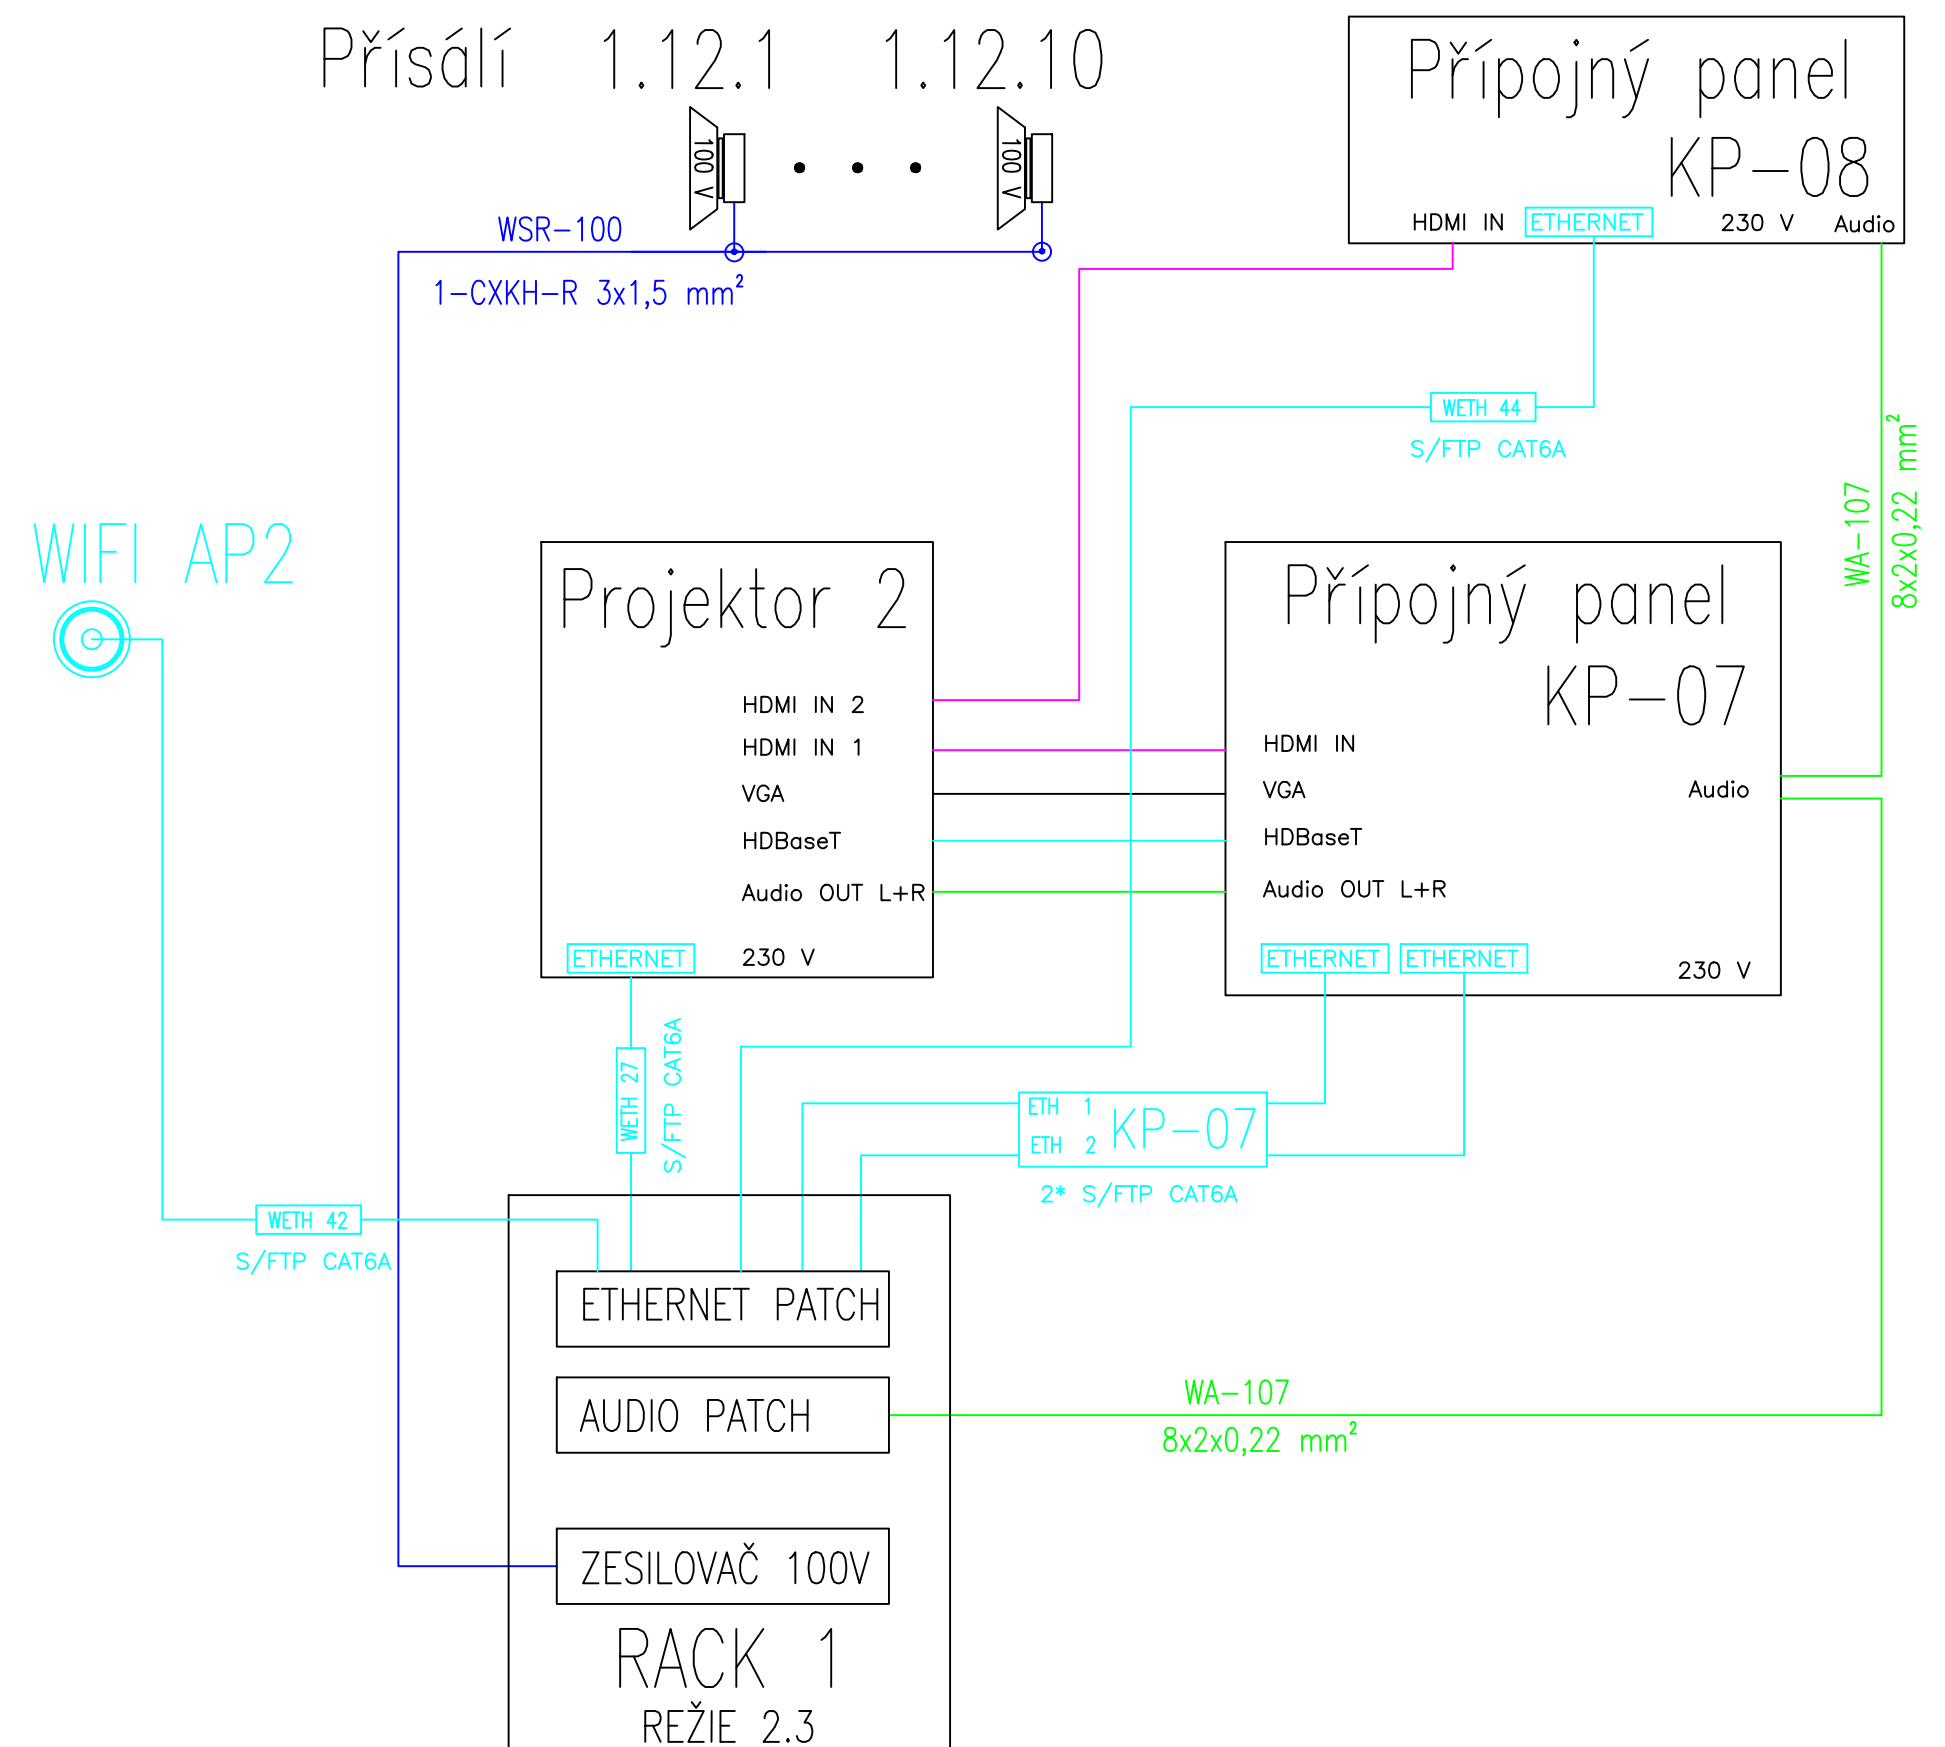 Přísálí 1.12.1 1.12.10
100 V
100 V
WSR-100
1-CXKH-R 3x1,5 mm²
Přípojný panel
KP-08
HDMI IN ETHERNET 230 V Audio
WETH 44
S/FTP CAT6A
WA-107
8x2x0,22 mm²
WIFI AP2
Projektor 2
HDMI IN 2
HDMI IN 1
VGA
HDBaseT
Audio OUT L+R
ETHERNET 230 V
Přípojný panel
KP-07
HDMI IN
VGA
Audio
HDBaseT
Audio OUT L+R
ETHERNET ETHERNET
230 V
WETH 27
S/FTP CAT6A
ETH 1
ETH 2
KP-07
2* S/FTP CAT6A
WETH 42
S/FTP CAT6A
ETHERNET PATCH
AUDIO PATCH
WA-107
8x2x0,22 mm²
ZESILOVAČ 100V
RACK 1
REŽIE 2.3